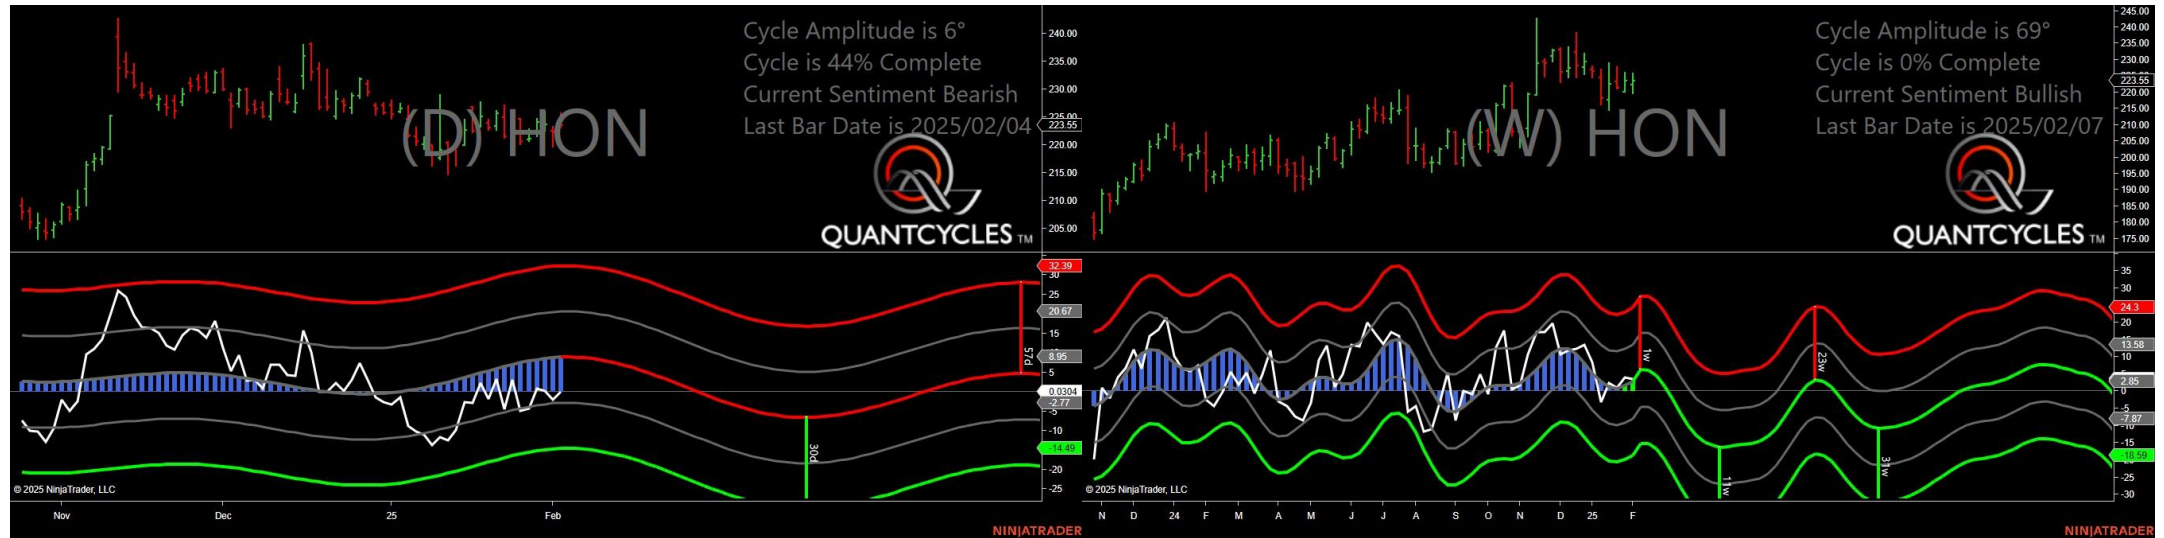 Cycle Amplitude is 6°
Cycle is 44% Complete
Current Sentiment Bearish
Last Bar Date is 2025/02/04
(D) HON
QUANTCYCLES TM
240.00
235.00
230.00
225.00
223.55
220.00
215.00
210.00
205.00
32.39
30
25
20.67
15
8.95
5
0.0304
-2.77
-5
-10
-14.49
-20
-25
57d
30d
© 2025 NinjaTrader, LLC
Nov Dec 25 Feb
NINJATRADER
Cycle Amplitude is 69°
Cycle is 0% Complete
Current Sentiment Bullish
Last Bar Date is 2025/02/07
(W) HON
QUANTCYCLES TM
245.00
240.00
235.00
230.00
223.55
220.00
215.00
210.00
205.00
200.00
195.00
190.00
185.00
180.00
175.00
35
30
24.3
20
13.58
10
2.85
0
-5
-7.87
-10
-15
-18.59
-25
-30
1w
23w
11w
31w
© 2025 NinjaTrader, LLC
N D 24 F M A M J J A S O N D 25 F
NINJATRADER